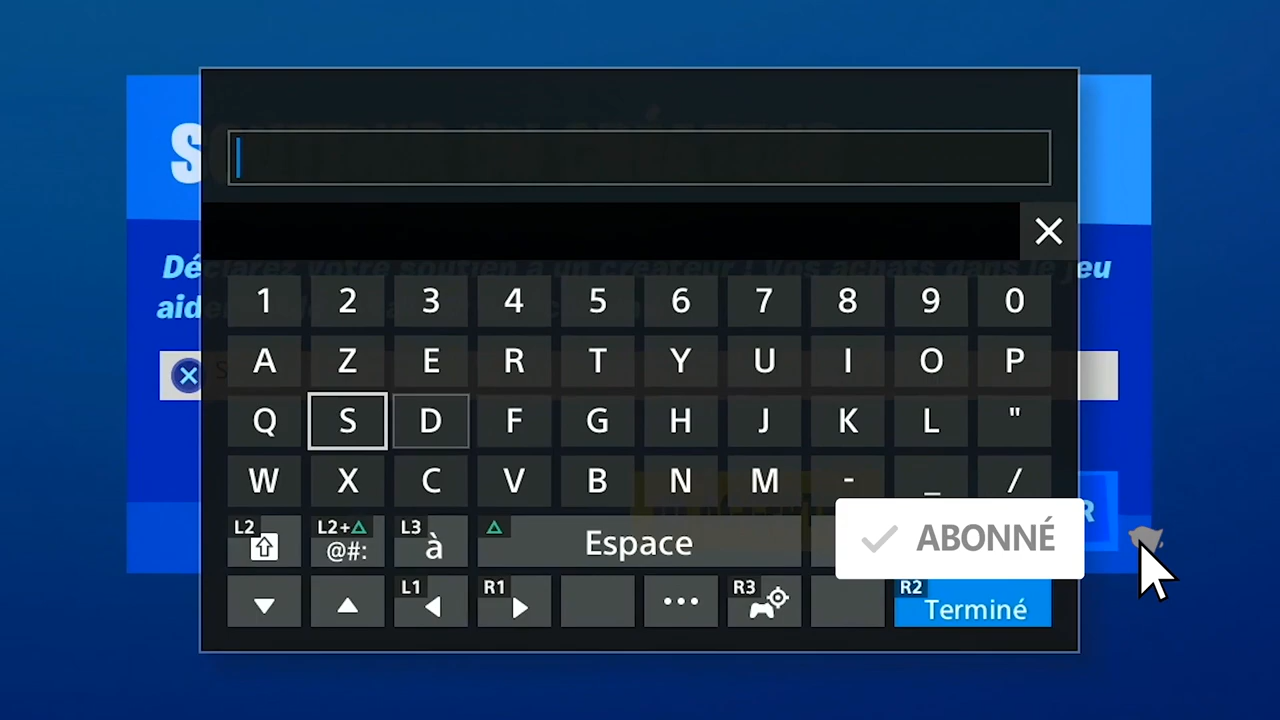 S
Déclarez votre soutien à un créateur ! Vos achats dans le jeu
aide
1 2 3 4 5 6 7 8 9 0
A Z E R T Y U I O P
Q S D F G H J K L "
W X C V B N M - _ /
L2 L2+△ @#: L3 à △ Espace
ABONNÉ
R
L1 R1 ... R3 R2 Terminé